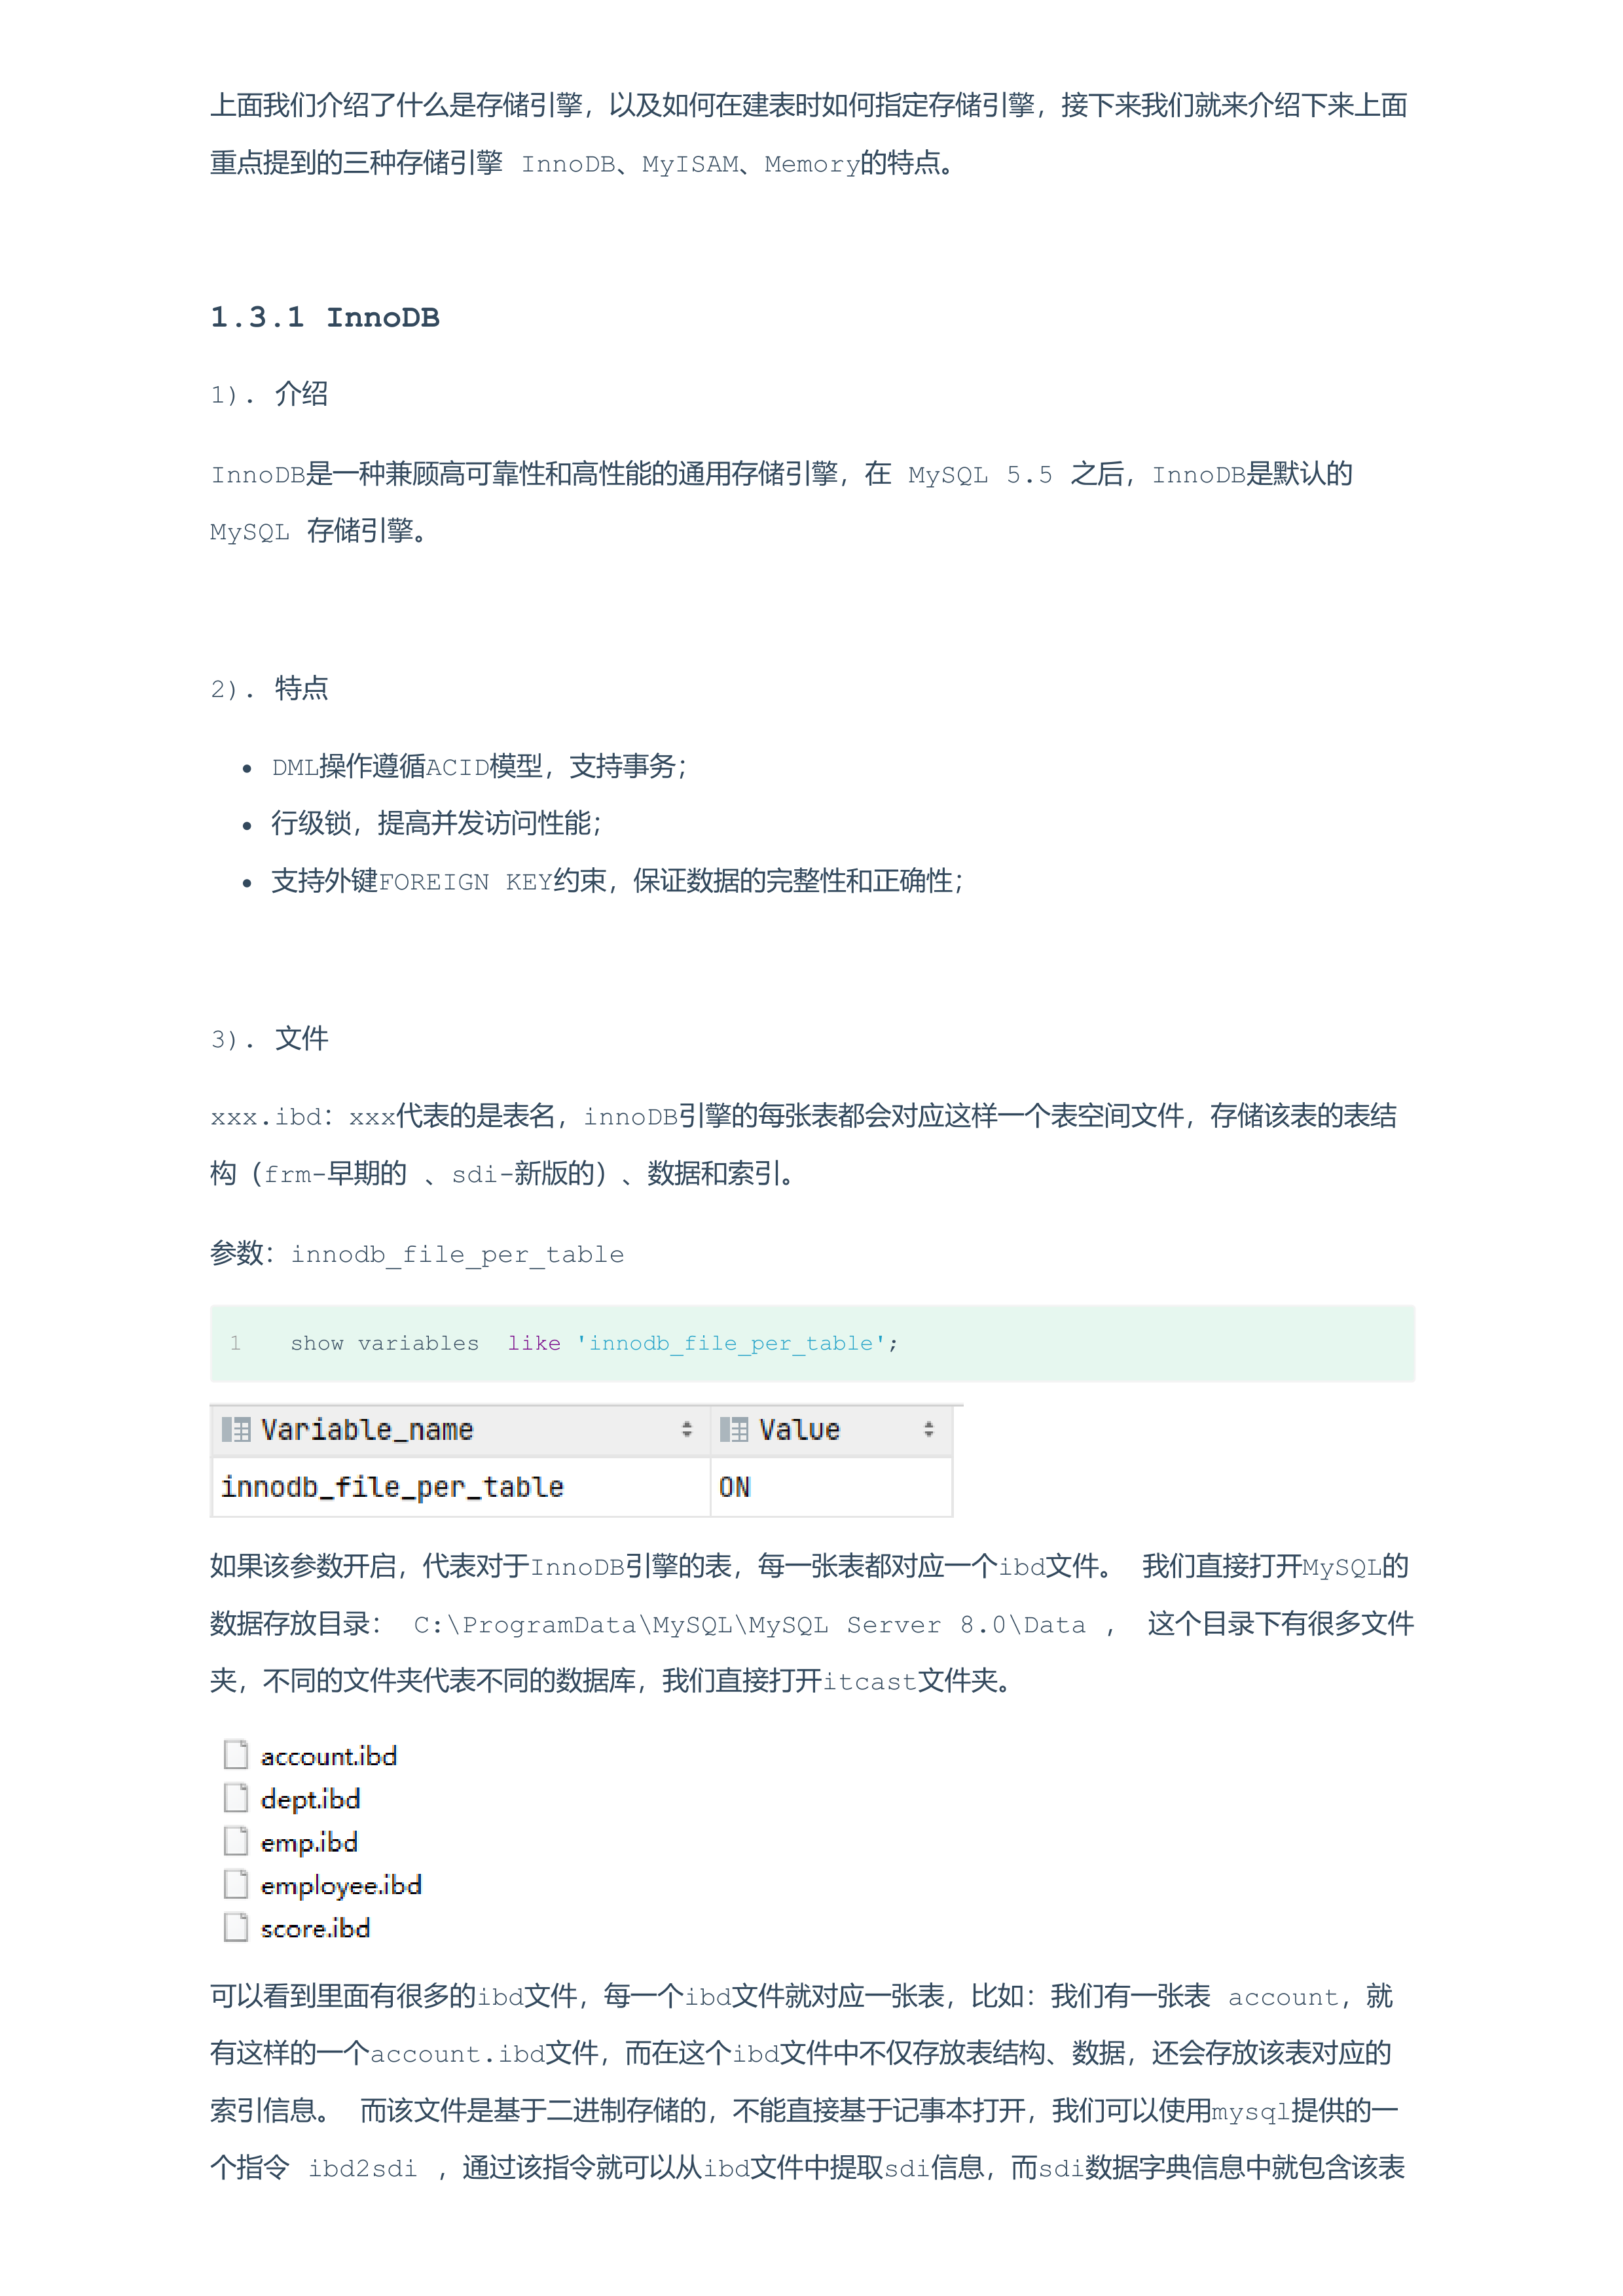 上面我们介绍了什么是存储引擎，以及如何在建表时如何指定存储引擎，接下来我们就来介绍下来上面
重点提到的三种存储引擎 InnoDB、MyISAM、Memory的特点。
1.3.1 InnoDB
1). 介绍
InnoDB是一种兼顾高可靠性和高性能的通用存储引擎，在 MySQL 5.5 之后，InnoDB是默认的
MySQL 存储引擎。
2). 特点
• DML操作遵循ACID模型，支持事务；
• 行级锁，提高并发访问性能；
• 支持外键FOREIGN KEY约束，保证数据的完整性和正确性；
3). 文件
xxx.ibd：xxx代表的是表名，innoDB引擎的每张表都会对应这样一个表空间文件，存储该表的表结
构（frm-早期的 、sdi-新版的）、数据和索引。
参数：innodb_file_per_table
1 show variables like 'innodb_file_per_table';
Variable_name Value
innodb_file_per_table ON
如果该参数开启，代表对于InnoDB引擎的表，每一张表都对应一个ibd文件。 我们直接打开MySQL的
数据存放目录： C:\ProgramData\MySQL\MySQL Server 8.0\Data ， 这个目录下有很多文件
夹，不同的文件夹代表不同的数据库，我们直接打开itcast文件夹。
account.ibd
dept.ibd
emp.ibd
employee.ibd
score.ibd
可以看到里面有很多的ibd文件，每一个ibd文件就对应一张表，比如：我们有一张表 account，就
有这样的一个account.ibd文件，而在这个ibd文件中不仅存放表结构、数据，还会存放该表对应的
索引信息。 而该文件是基于二进制存储的，不能直接基于记事本打开，我们可以使用mysql提供的一
个指令 ibd2sdi ，通过该指令就可以从ibd文件中提取sdi信息，而sdi数据字典信息中就包含该表